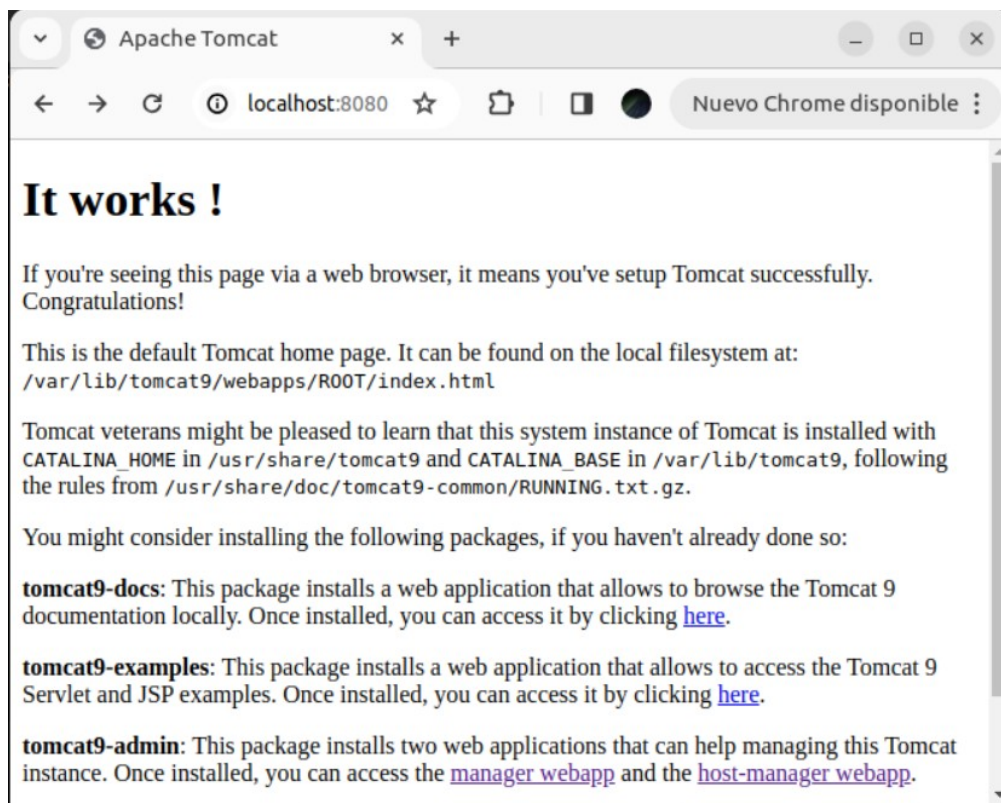 Apache Tomcat
localhost:8080
Nuevo Chrome disponible
It works !
If you're seeing this page via a web browser, it means you've setup Tomcat successfully.
Congratulations!
This is the default Tomcat home page. It can be found on the local filesystem at:
/var/lib/tomcat9/webapps/ROOT/index.html
Tomcat veterans might be pleased to learn that this system instance of Tomcat is installed with
CATALINA_HOME in /usr/share/tomcat9 and CATALINA_BASE in /var/lib/tomcat9, following
the rules from /usr/share/doc/tomcat9-common/RUNNING.txt.gz.
You might consider installing the following packages, if you haven't already done so:
tomcat9-docs: This package installs a web application that allows to browse the Tomcat 9
documentation locally. Once installed, you can access it by clicking here.
tomcat9-examples: This package installs a web application that allows to access the Tomcat 9
Servlet and JSP examples. Once installed, you can access it by clicking here.
tomcat9-admin: This package installs two web applications that can help managing this Tomcat
instance. Once installed, you can access the manager webapp and the host-manager webapp.